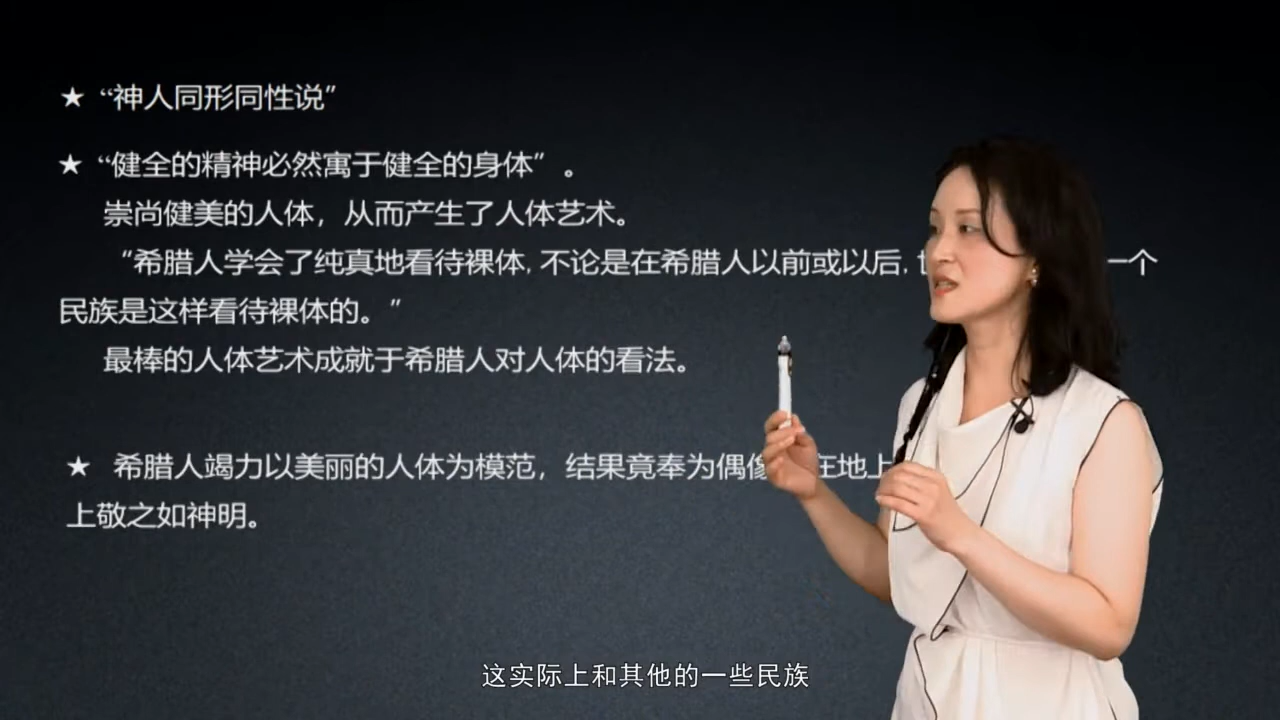 ★ “神人同形同性说”
★ “健全的精神必然寓于健全的身体”。
崇尚健美的人体，从而产生了人体艺术。
“希腊人学会了纯真地看待裸体，不论是在希腊人以前或以后，一个
民族是这样看待裸体的。”
最棒的人体艺术成就于希腊人对人体的看法。
★ 希腊人竭力以美丽的人体为模范，结果竟奉为偶像在地上
上敬之如神明。
这实际上和其他的一些民族